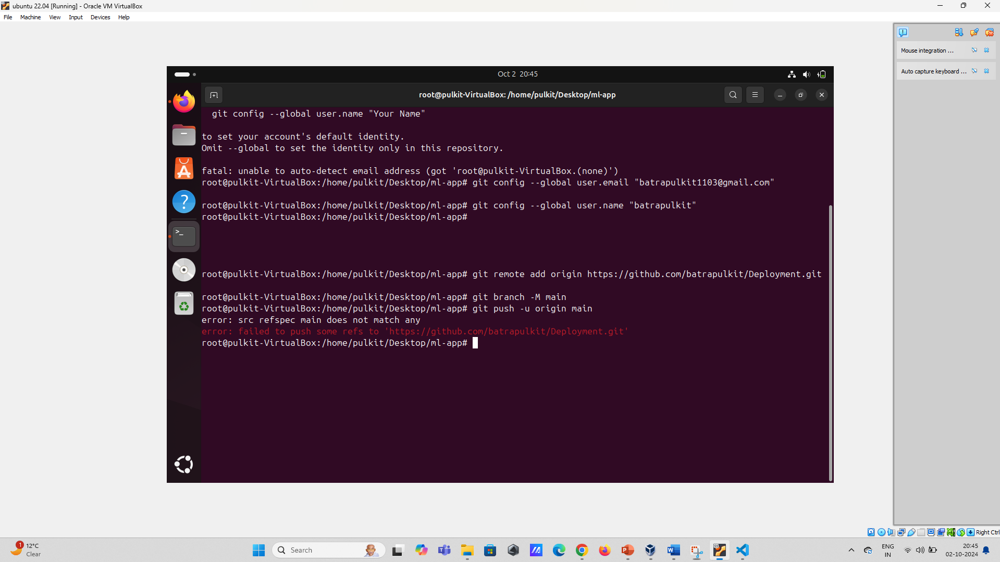 ubuntu 22.04 [Running] - Oracle VM VirtualBox
File Machine View Input Devices Help
Mouse integration ...
Auto capture keyboard ...
Oct 2 20:45
root@pulkit-VirtualBox: /home/pulkit/Desktop/ml-app
git config --global user.name "Your Name"
to set your account's default identity.
Omit --global to set the identity only in this repository.
fatal: unable to auto-detect email address (got 'root@pulkit-VirtualBox.(none)')
root@pulkit-VirtualBox:/home/pulkit/Desktop/ml-app# git config --global user.email "batrapulkit1103@gmail.com"
root@pulkit-VirtualBox:/home/pulkit/Desktop/ml-app# git config --global user.name "batrapulkit"
root@pulkit-VirtualBox:/home/pulkit/Desktop/ml-app#
root@pulkit-VirtualBox:/home/pulkit/Desktop/ml-app# git remote add origin https://github.com/batrapulkit/Deployment.git
root@pulkit-VirtualBox:/home/pulkit/Desktop/ml-app# git branch -M main
root@pulkit-VirtualBox:/home/pulkit/Desktop/ml-app# git push -u origin main
error: src refspec main does not match any
error: failed to push some refs to 'https://github.com/batrapulkit/Deployment.git'
root@pulkit-VirtualBox:/home/pulkit/Desktop/ml-app#
Right Ctrl
1
12°C
Clear
Search
ENG
IN
20:45
02-10-2024